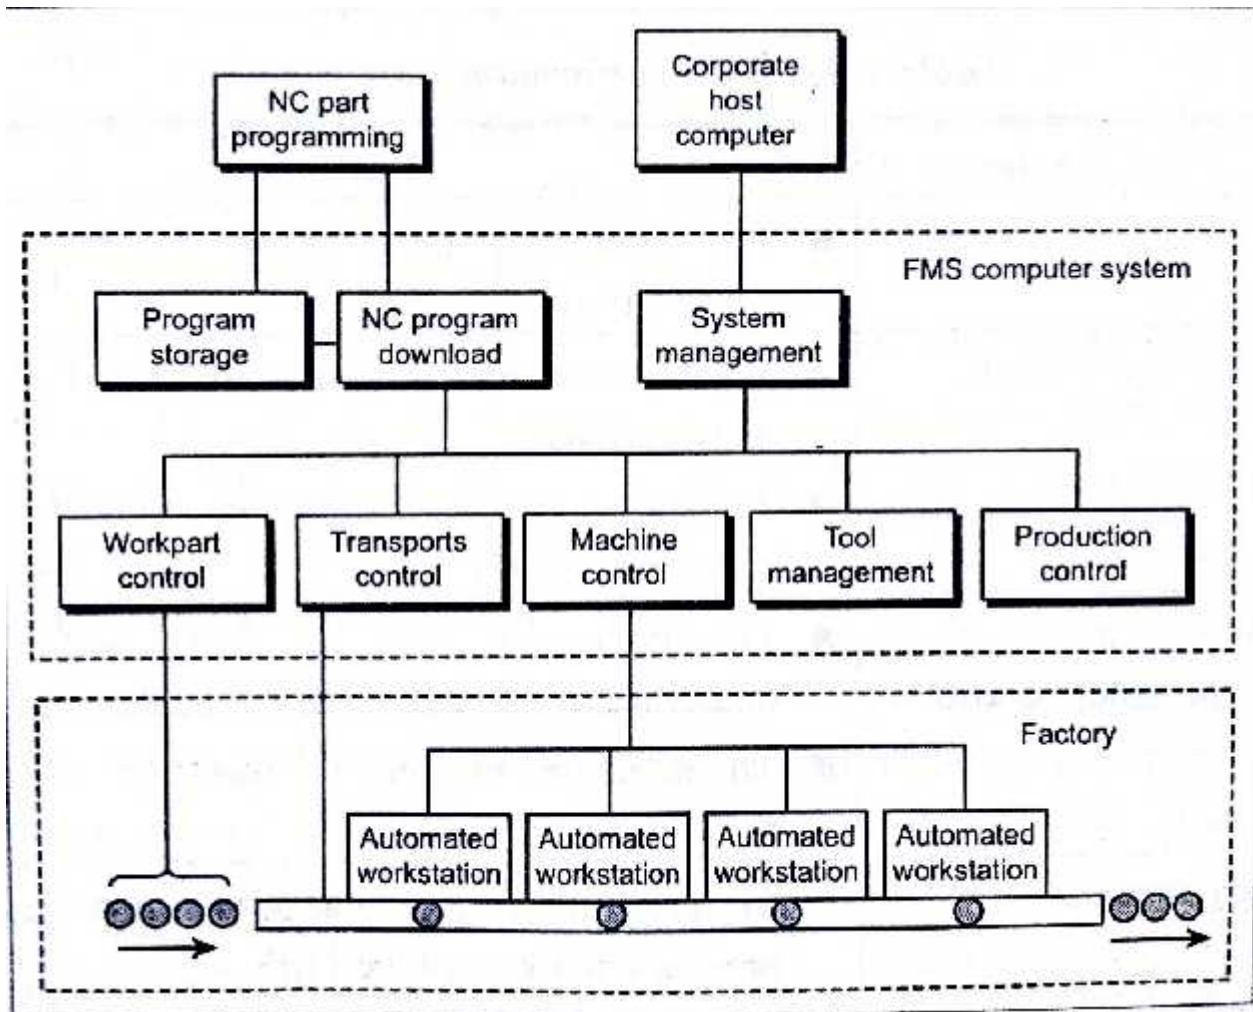 NC part
programming
Corporate
host
computer
FMS computer system
Program
storage
NC program
download
System
management
Workpart
control
Transports
control
Machine
control
Tool
management
Production
control
Factory
Automated
workstation
Automated
workstation
Automated
workstation
Automated
workstation